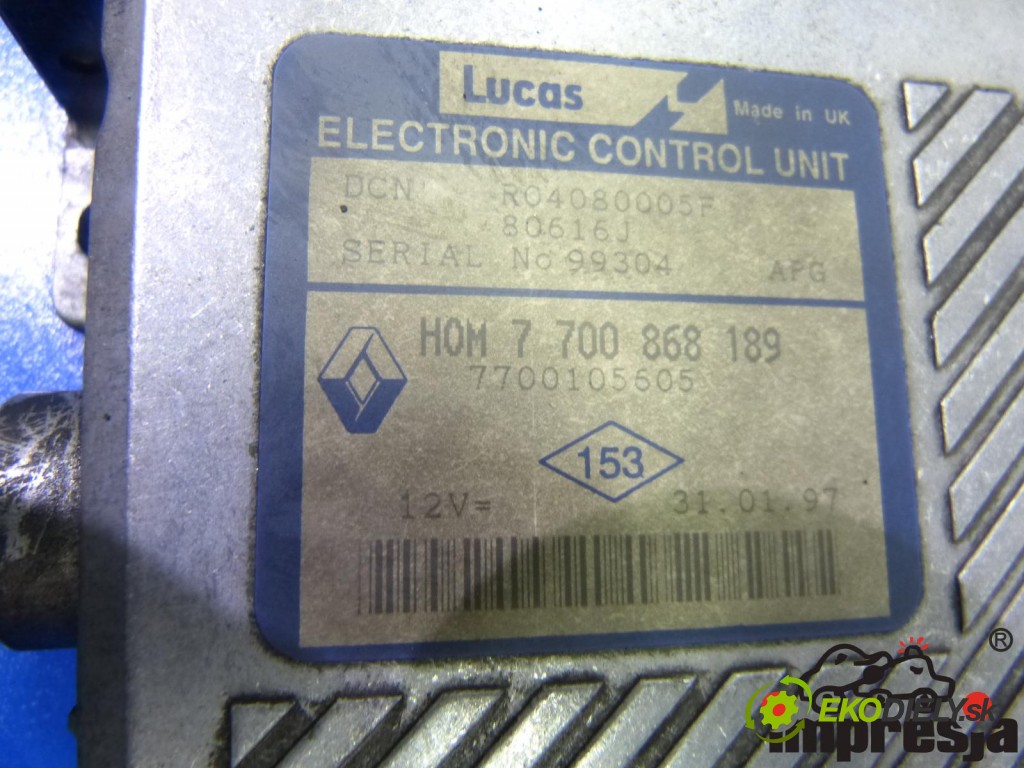 Lucas
Made in UK
ELECTRONIC CONTROL UNIT
DCN R04080005F
80616J
SERIAL No 99304 APG
HOM 7 700 868 189
7700105605
153
12V= 31.01.97
®
EKODIELY.sk
impresja